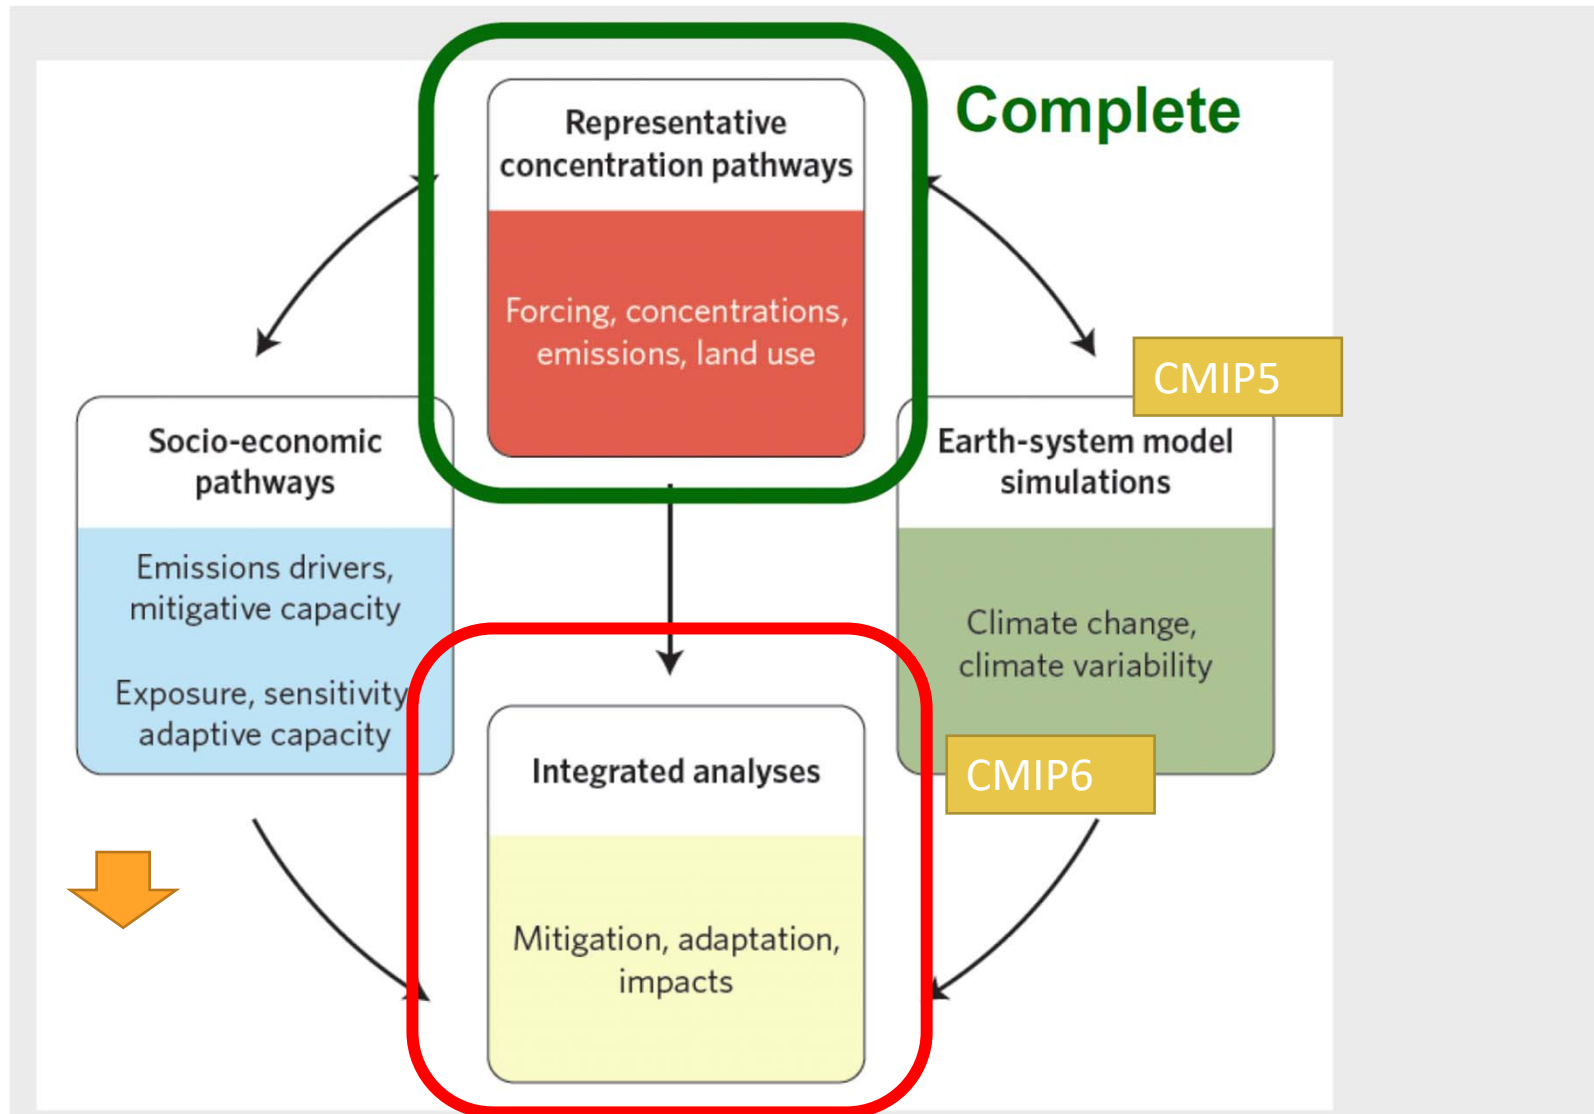 Complete
Representative
concentration pathways
Forcing, concentrations,
emissions, land use
CMIP5
Socio-economic
pathways
Emissions drivers,
mitigative capacity
Exposure, sensitivity
adaptive capacity
Earth-system model
simulations
Climate change,
climate variability
CMIP6
Integrated analyses
Mitigation, adaptation,
impacts